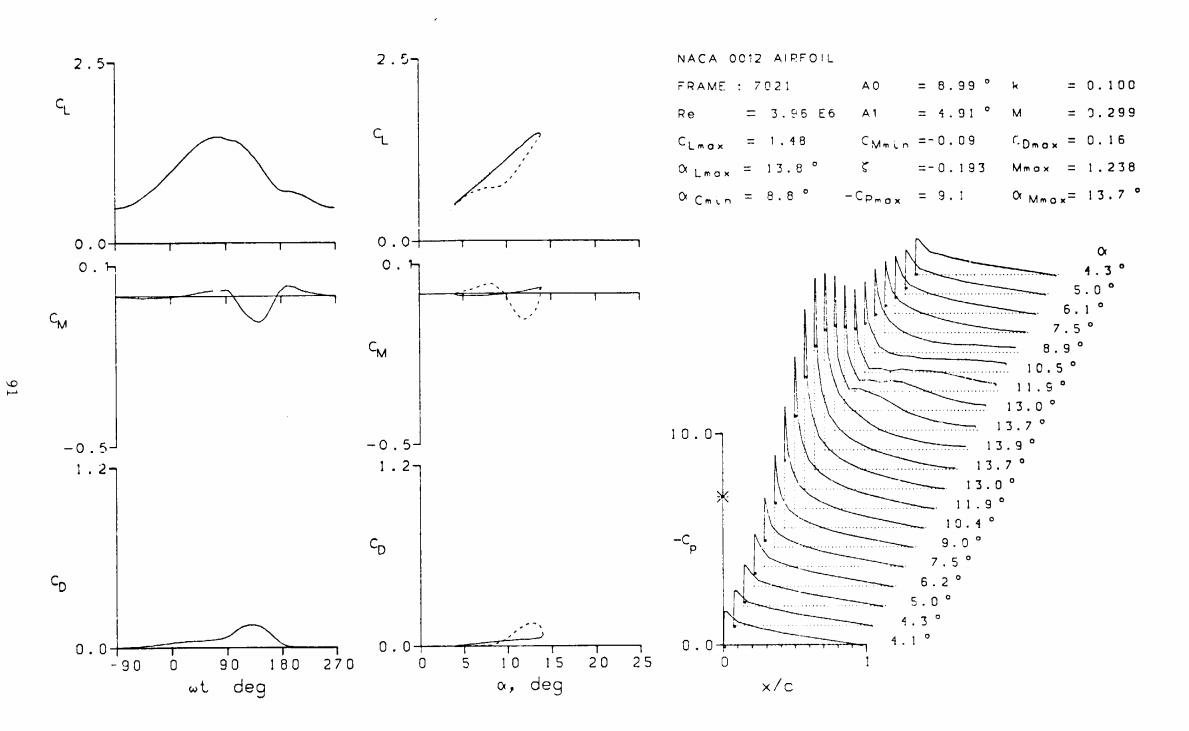 NACA 0012 AIRFOIL
FRAME : 7021 A0 = 8.99 ° k = 0.100
Re = 3.96 E6 A1 = 4.91 ° M = 0.299
CLmax = 1.48 CMmin =-0.09 CDmax = 0.16
αLmax = 13.8 ° ζ =-0.193 Mmax = 1.238
αCmin = 8.8 ° -CPmax = 9.1 αMmax= 13.7 °
2.5
CL
0.0
0.1
CM
-0.5
1.2
CD
0.0
-90 0 90 180 270
ωt deg
2.5
CL
0.0
0.1
CM
-0.5
1.2
CD
0.0
0 5 10 15 20 25
α, deg
α
4.3 °
5.0 °
6.1 °
7.5 °
8.9 °
10.5 °
11.9 °
13.0 °
13.7 °
13.9 °
13.7 °
13.0 °
11.9 °
10.4 °
9.0 °
7.5 °
6.2 °
5.0 °
4.3 °
4.1 °
10.0
-Cp
0.0
0 1
x/c
91